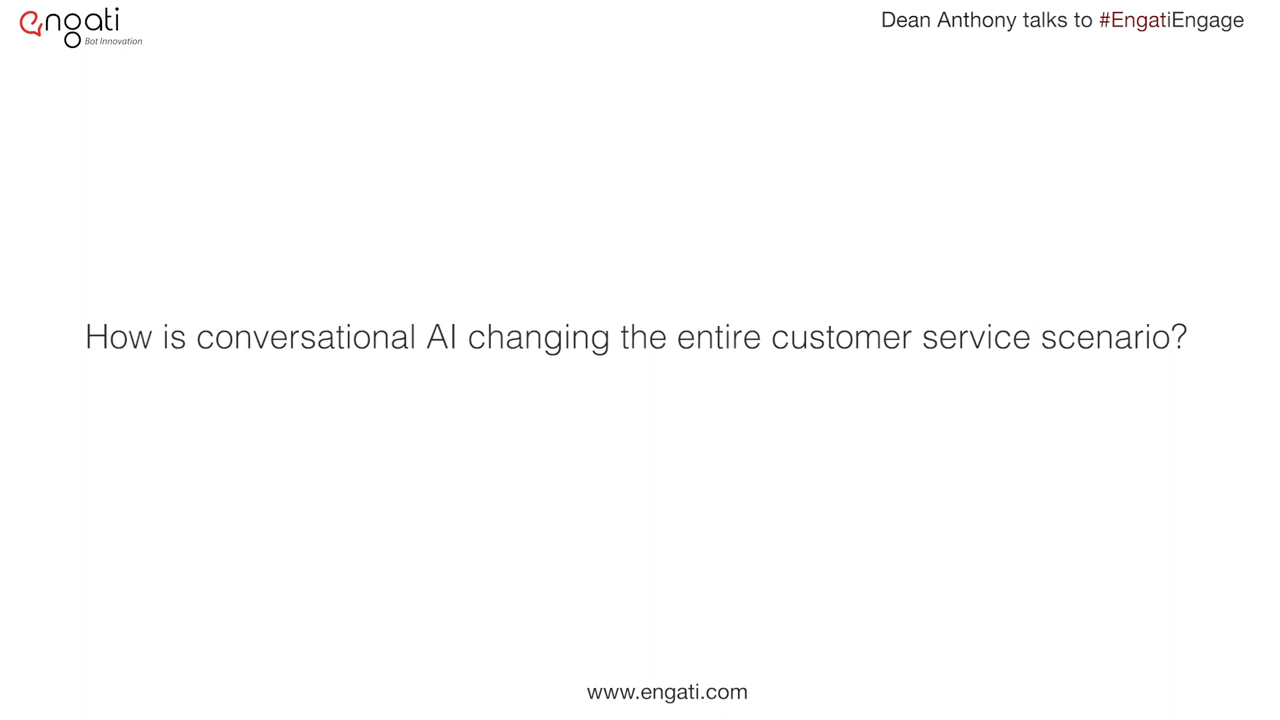 engati
Bot Innovation
Dean Anthony talks to #EngatiEngage
How is conversational AI changing the entire customer service scenario?
www.engati.com